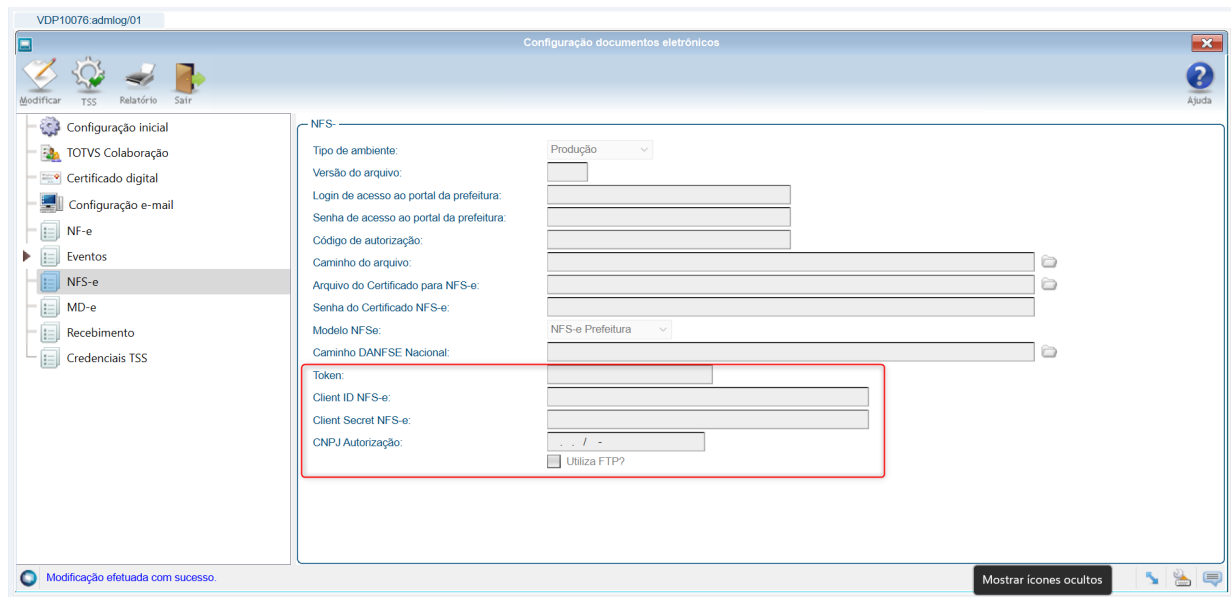 VDP10076:admlog/01
Configuração documentos eletrônicos
Modificar TSS Relatório Sair
Ajuda
Configuração inicial
TOTVS Colaboração
Certificado digital
Configuração e-mail
NF-e
Eventos
NFS-e
MD-e
Recebimento
Credenciais TSS
NFS-
Tipo de ambiente: Produção
Versão do arquivo:
Login de acesso ao portal da prefeitura:
Senha de acesso ao portal da prefeitura:
Código de autorização:
Caminho do arquivo:
Arquivo do Certificado para NFS-e:
Senha do Certificado NFS-e:
Modelo NFSe: NFS-e Prefeitura
Caminho DANFSE Nacional:
Token:
Client ID NFS-e:
Client Secret NFS-e:
CNPJ Autorização: . . / -
Utiliza FTP?
Modificação efetuada com sucesso.
Mostrar ícones ocultos